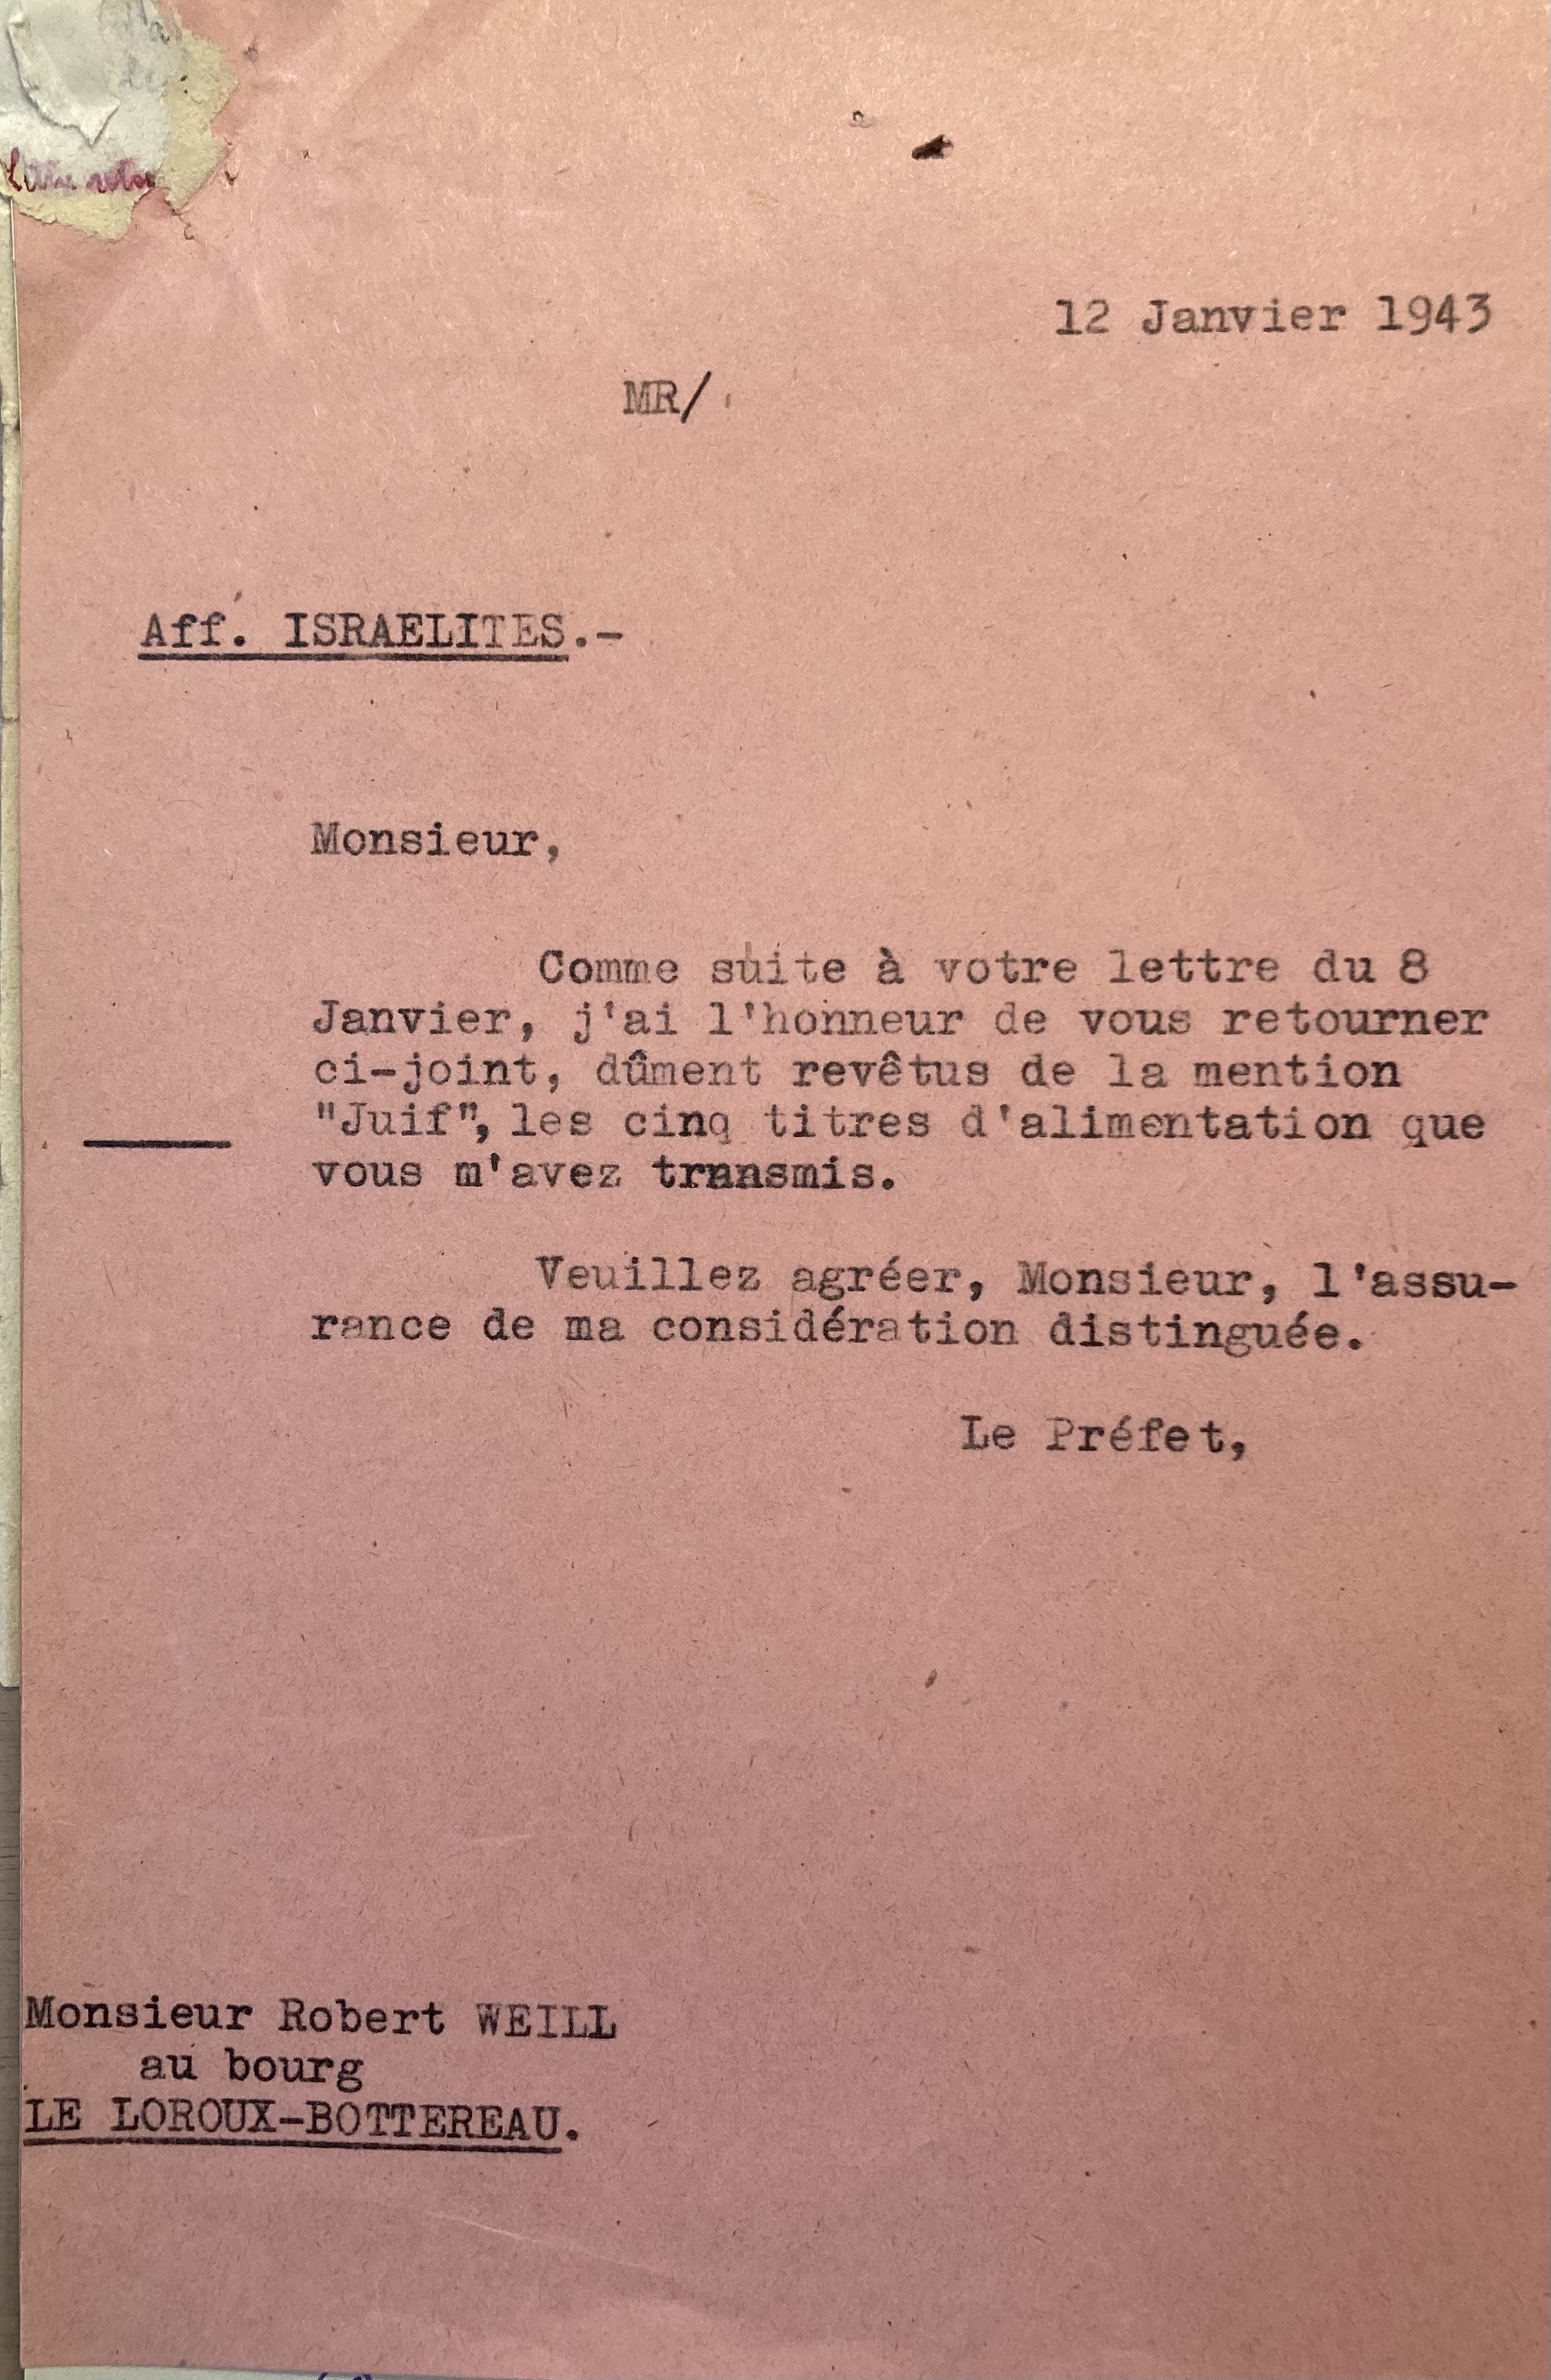 12 Janvier 1943
MR/
Aff. ISRAELITES.-
Monsieur,
Comme suite à votre lettre du 8
Janvier, j'ai l'honneur de vous retourner
ci-joint, dûment revêtus de la mention
"Juif", les cinq titres d'alimentation que
vous m'avez transmis.
Veuillez agréer, Monsieur, l'assu-
rance de ma considération distinguée.
Le Préfet,
Monsieur Robert WEILL
au bourg
LE LOROUX-BOTTEREAU.